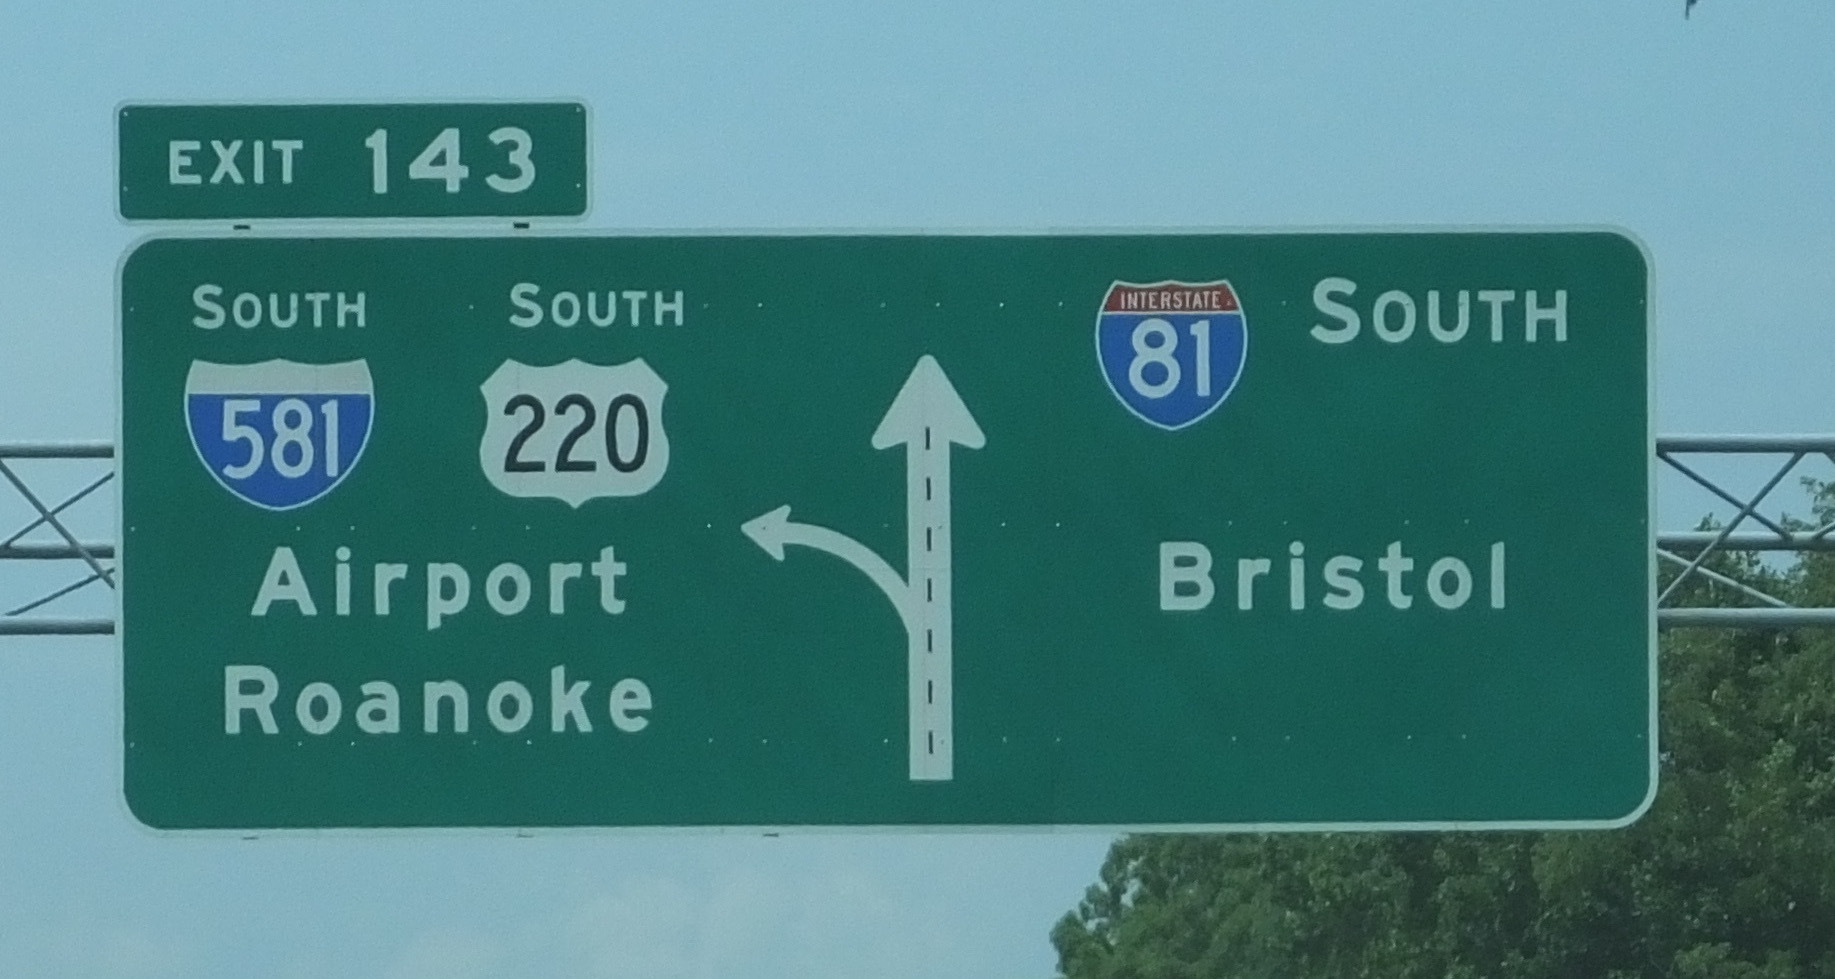 EXIT 143
SOUTH SOUTH
581 220
Airport
Roanoke
INTERSTATE
81 SOUTH
Bristol